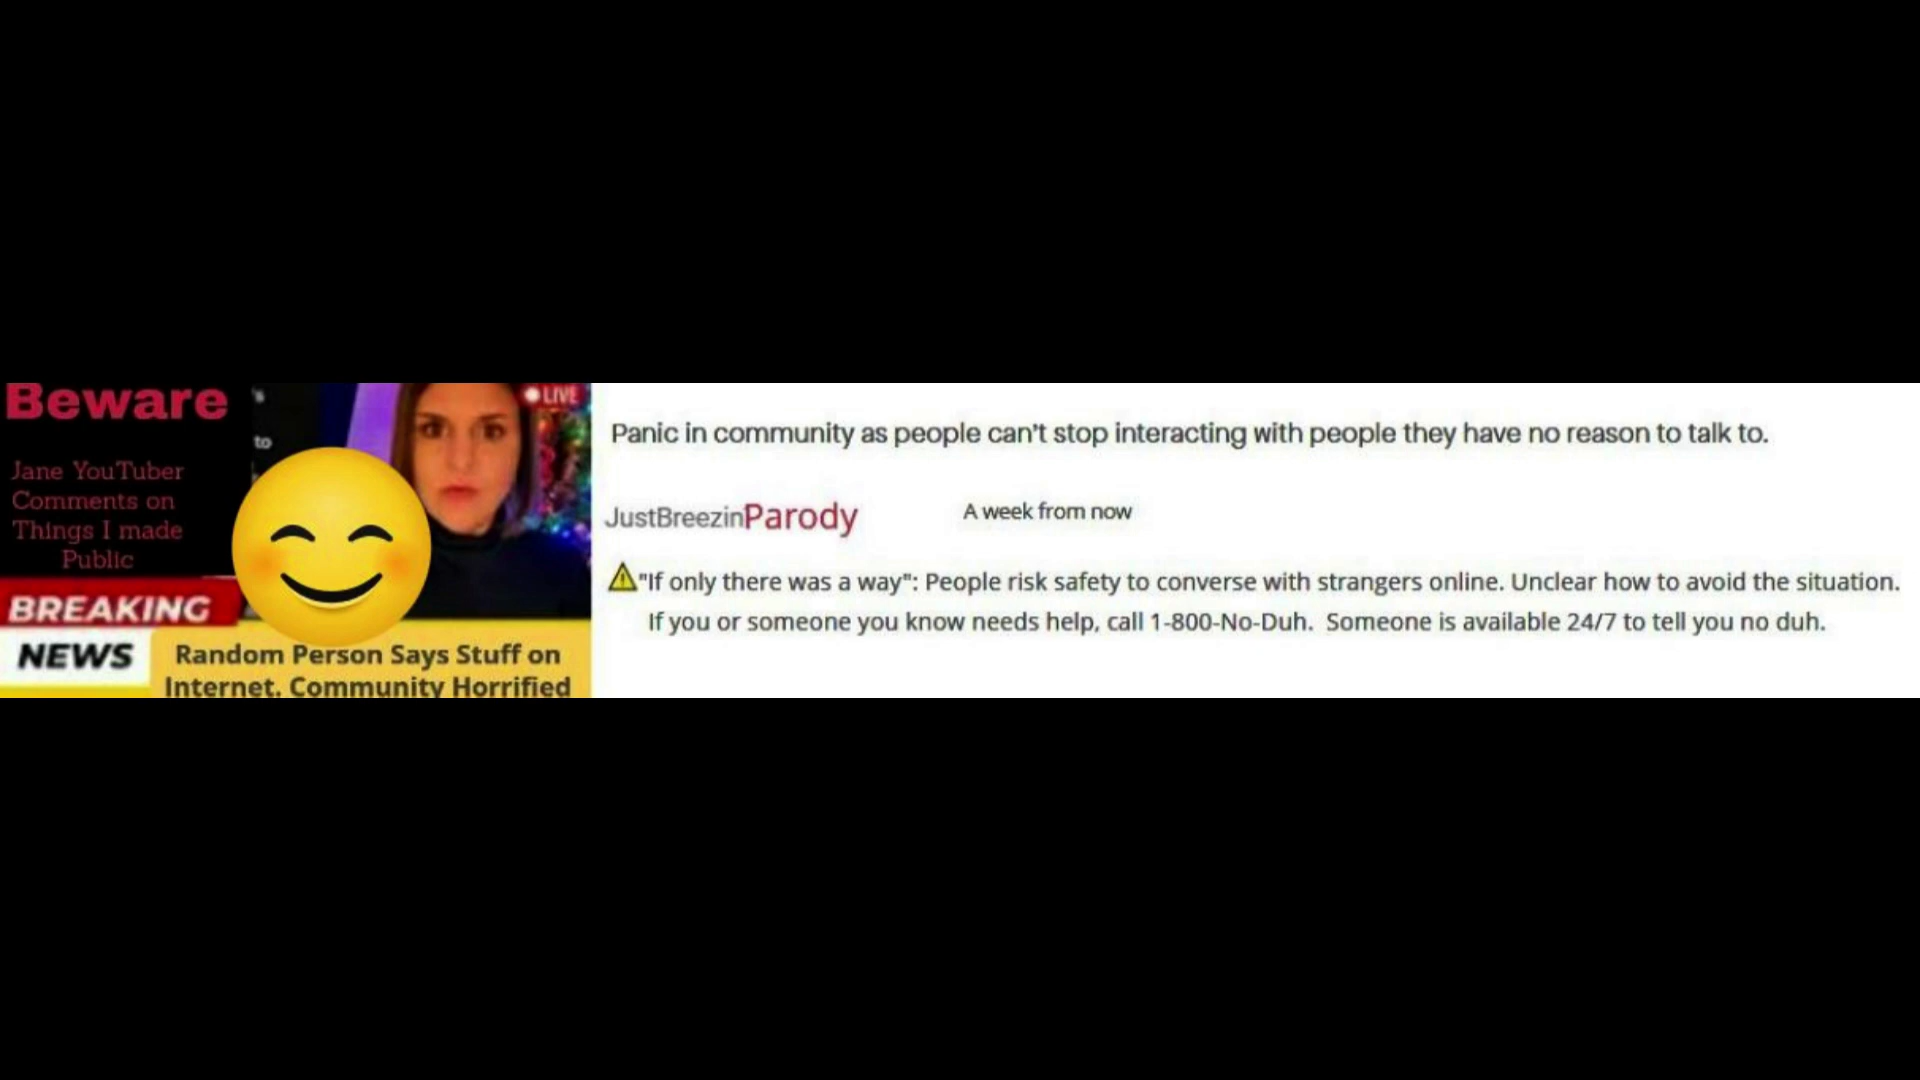 Beware
's
to
LIVE
Jane YouTuber
Comments on
Things I made
Public
BREAKING
NEWS
Random Person Says Stuff on
Internet. Community Horrified
Panic in community as people can't stop interacting with people they have no reason to talk to.
JustBreezinParody
A week from now
"If only there was a way": People risk safety to converse with strangers online. Unclear how to avoid the situation.
If you or someone you know needs help, call 1-800-No-Duh. Someone is available 24/7 to tell you no duh.